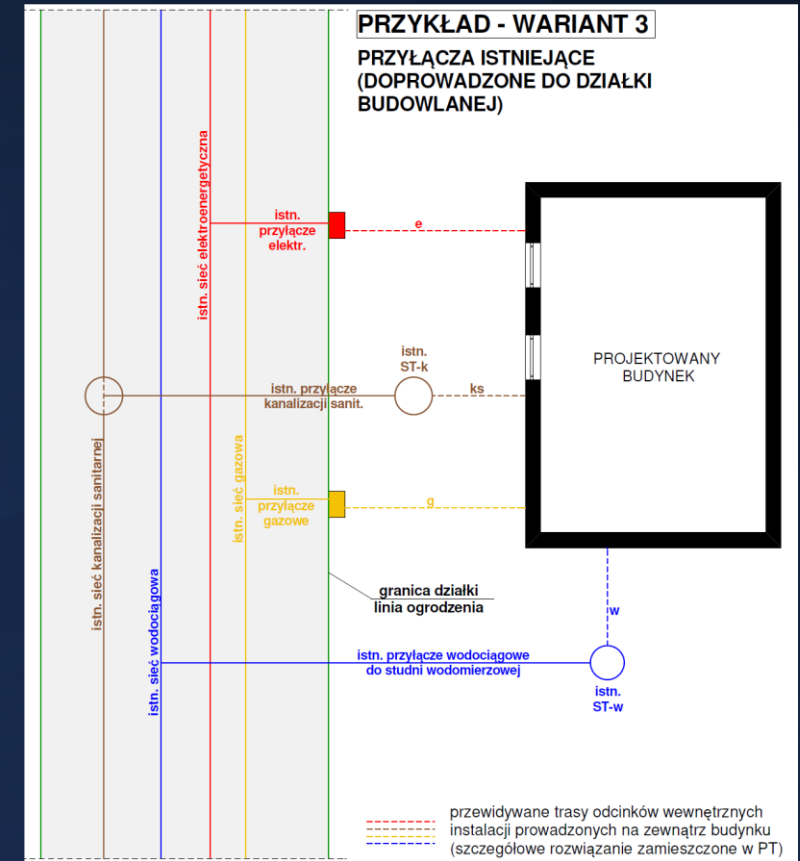 PRZYKŁAD - WARIANT 3
PRZYŁĄCZA ISTNIEJĄCE
(DOPROWADZONE DO DZIAŁKI
BUDOWLANEJ)
istn. sieć elektroenergetyczna
istn.
przyłącze
elektr.
e
istn.
ST-k
istn. przyłącze
kanalizacji sanit.
ks
PROJEKTOWANY
BUDYNEK
istn. sieć kanalizacji sanitarnej
istn. sieć gazowa
istn.
przyłącze
gazowe
g
istn. sieć wodociągowa
granica działki
linia ogrodzenia
w
istn. przyłącze wodociągowe
do studni wodomierzowej
istn.
ST-w
przewidywane trasy odcinków wewnętrznych
instalacji prowadzonych na zewnątrz budynku
(szczegółowe rozwiązanie zamieszczone w PT)